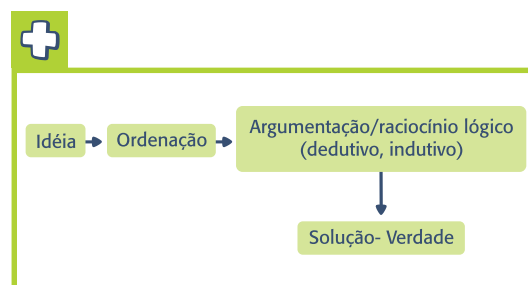 Idéia
Ordenação
Argumentação/raciocínio lógico
(dedutivo, indutivo)
Solução- Verdade